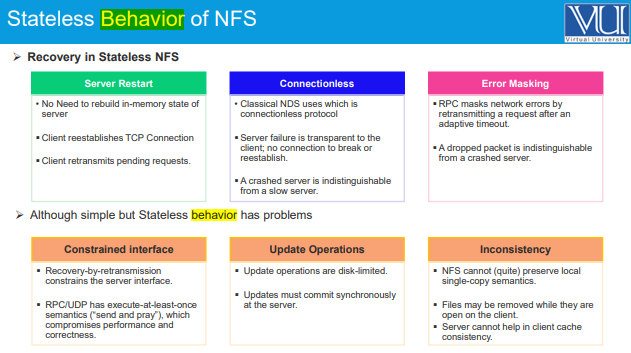 Stateless Behavior of NFS
VU
Virtual University
➢ Recovery in Stateless NFS
Server Restart
▪ No Need to rebuild in-memory state of
server
▪ Client reestablishes TCP Connection
▪ Client retransmits pending requests.
Connectionless
▪ Classical NDS uses which is
connectionless protocol
▪ Server failure is transparent to the
client; no connection to break or
reestablish.
▪ A crashed server is indistinguishable
from a slow server.
Error Masking
▪ RPC masks network errors by
retransmitting a request after an
adaptive timeout.
▪ A dropped packet is indistinguishable
from a crashed server.
➢ Although simple but Stateless behavior has problems
Constrained interface
▪ Recovery-by-retransmission
constrains the server interface.
▪ RPC/UDP has execute-at-least-once
semantics (“send and pray”), which
compromises performance and
correctness.
Update Operations
▪ Update operations are disk-limited.
▪ Updates must commit synchronously
at the server.
Inconsistency
▪ NFS cannot (quite) preserve local
single-copy semantics.
▪ Files may be removed while they are
open on the client.
▪ Server cannot help in client cache
consistency.